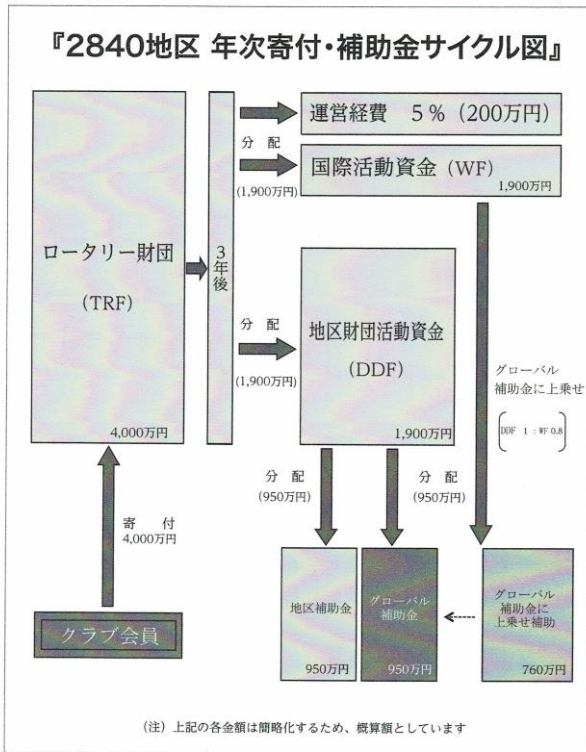 『2840地区 年次寄付・補助金サイクル図』
運営経費 5%（200万円）
分 配
(1,900万円)
国際活動資金（WF）
1,900万円
ロータリー財団
（TRF）
4,000万円
3年後
分 配
(1,900万円)
地区財団活動資金
（DDF）
1,900万円
グローバル
補助金に上乗せ
DDF 1 : WF 0.8
分 配
(950万円)
分 配
(950万円)
寄 付
4,000万円
クラブ会員
地区補助金
950万円
グローバル
補助金
950万円
グローバル
補助金に
上乗せ補助
760万円
（注）上記の各金額は簡略化するため、概算額としています